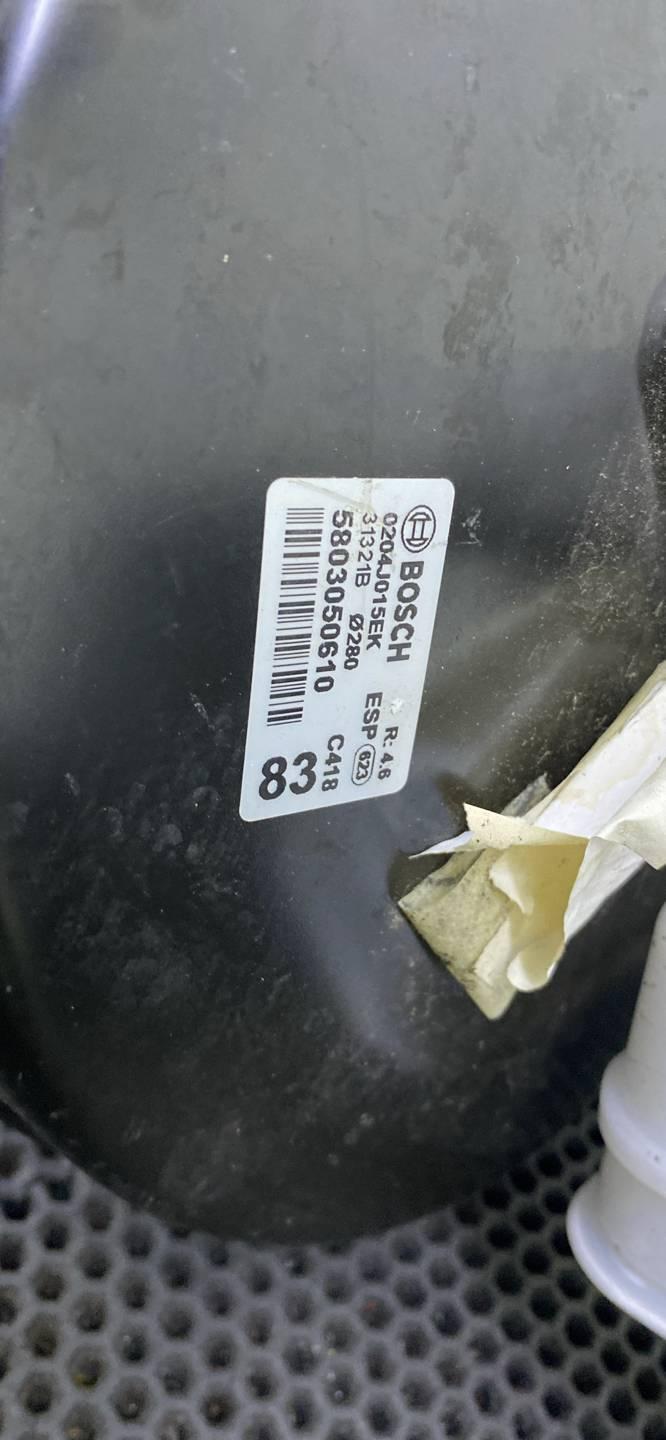 BOSCH R: 4.6
0204J015EK ESP 623
31321B Ø280
5803050610 C418
83